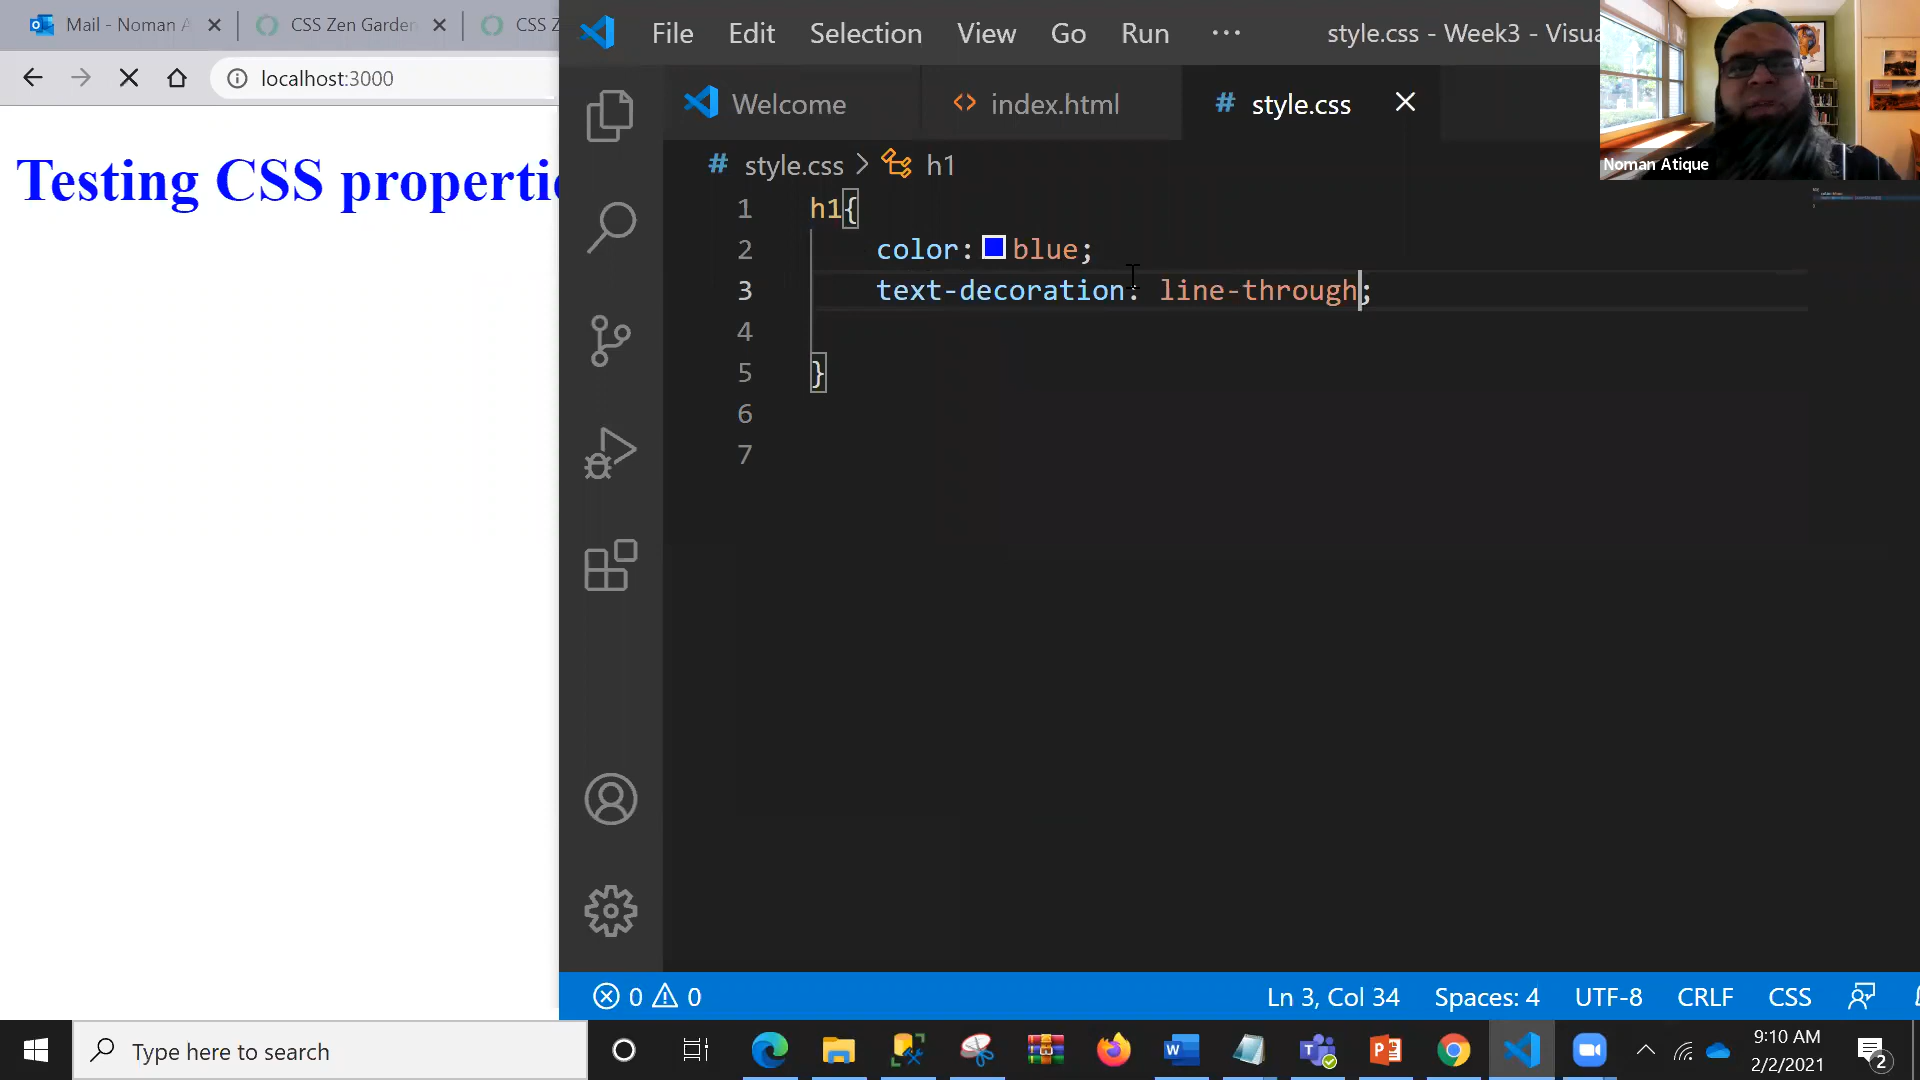 Mail - Noman A
CSS Zen Garden
CSS Z
localhost:3000
Testing CSS properti
File Edit Selection View Go Run ···
style.css - Week3 - Visua
Welcome
index.html
# style.css
# style.css > h1
1 h1{
2 color: blue;
3 text-decoration: line-through;
4
5 }
6
7
Noman Atique
0 0
Ln 3, Col 34 Spaces: 4 UTF-8 CRLF CSS
Type here to search
9:10 AM
2/2/2021
2